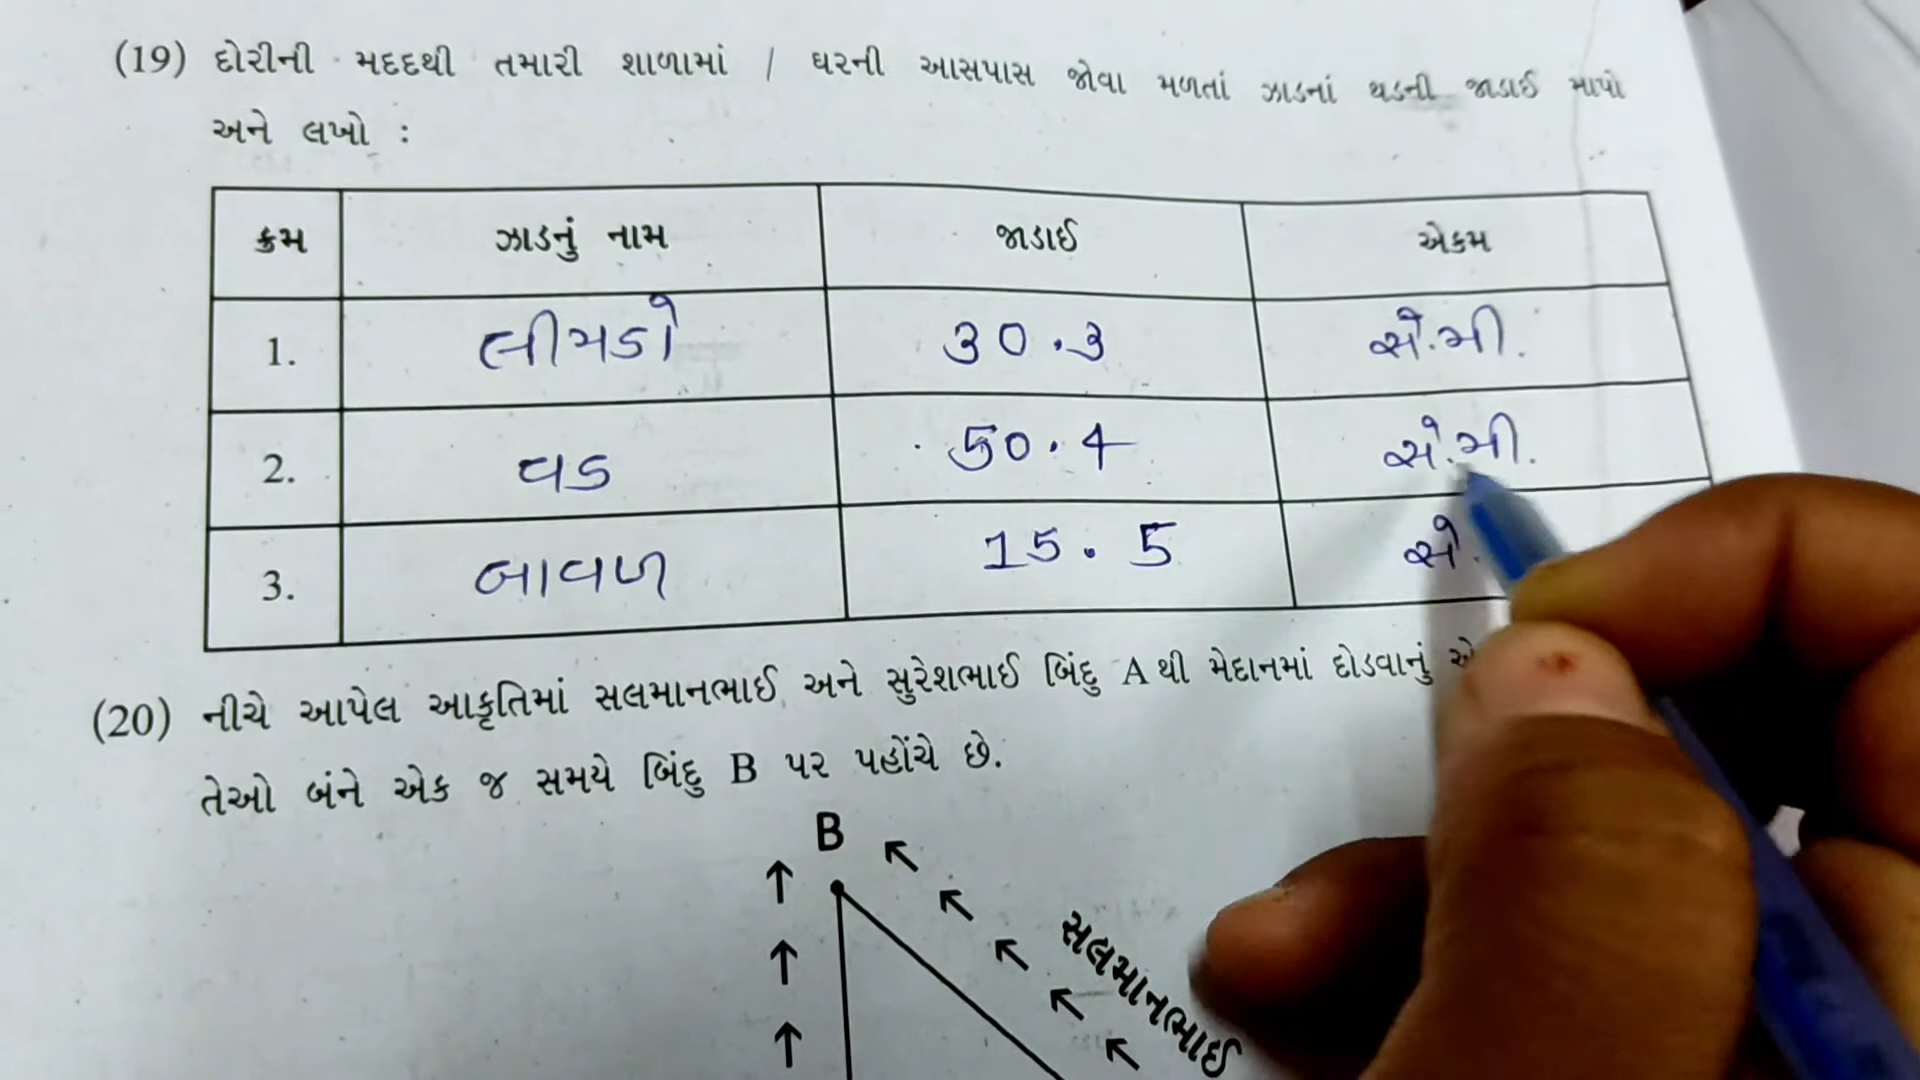 (19) દોરીની મદદથી તમારી શાળામાં / ઘરની આસપાસ જોવા મળતાં ઝાડનાં થડની જાડાઈ માપો
અને લખો :
ક્રમ ઝાડનું નામ જાડાઈ એકમ
1. લીમડો 30.3 સે.મી.
2. વડ 50.4 સે.મી.
3. બાવળ 15.5 સે.
(20) નીચે આપેલ આકૃતિમાં સલમાનભાઈ અને સુરેશભાઈ બિંદુ A થી મેદાનમાં દોડવાનું
તેઓ બંને એક જ સમયે બિંદુ B પર પહોંચે છે.
B
સલમાનભાઈ